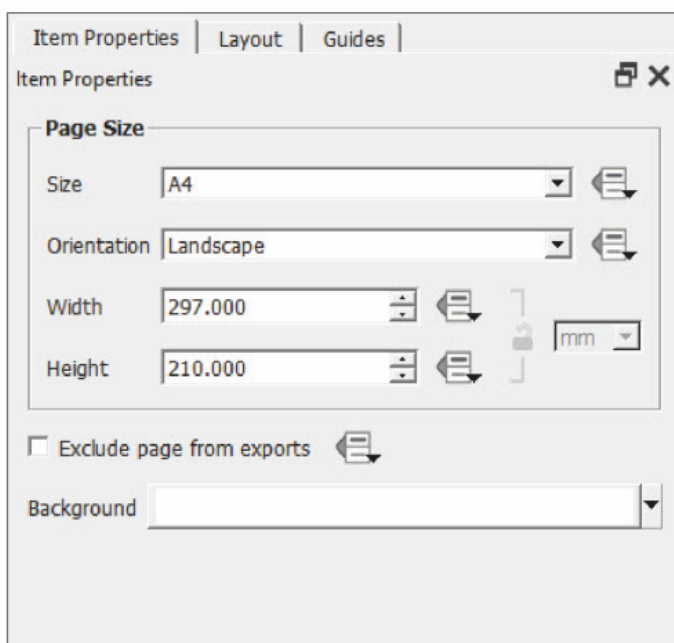 Item Properties Layout Guides
Item Properties
Page Size
Size A4
Orientation Landscape
Width 297.000
mm
Height 210.000
Exclude page from exports
Background